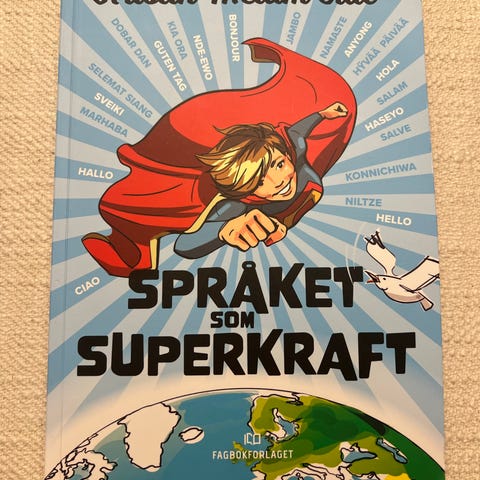 DOBAR DAN
KIA ORA
GUTEN TAG
NDE-EWO
BONJOUR
JAMBO
NAMASTE
ANYONG
HYVÄÄ PÄIVÄÄ
SELEMAT SIANG
SVEIKI
MARHABA
HOLA
SALAM
HASEYO
SALVE
HALLO
KONNICHIWA
NILTZE
HELLO
CIAO
SPRÅKET
SOM
SUPERKRAFT
FAGBOKFORLAGET